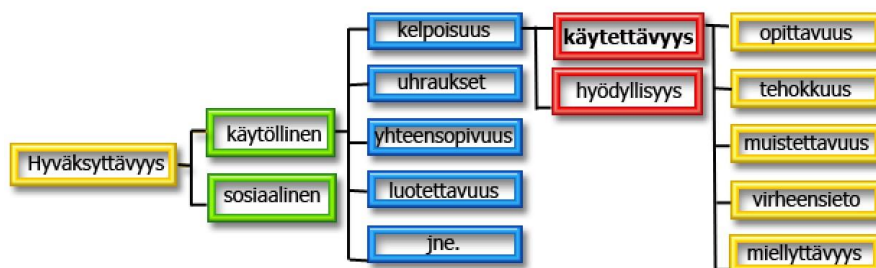 Hyväksyttävyys
käytöllinen
sosiaalinen
kelpoisuus
uhraukset
yhteensopivuus
luotettavuus
jne.
käytettävyys
hyödyllisyys
opittavuus
tehokkuus
muistettavuus
virheensieto
miellyttävyys